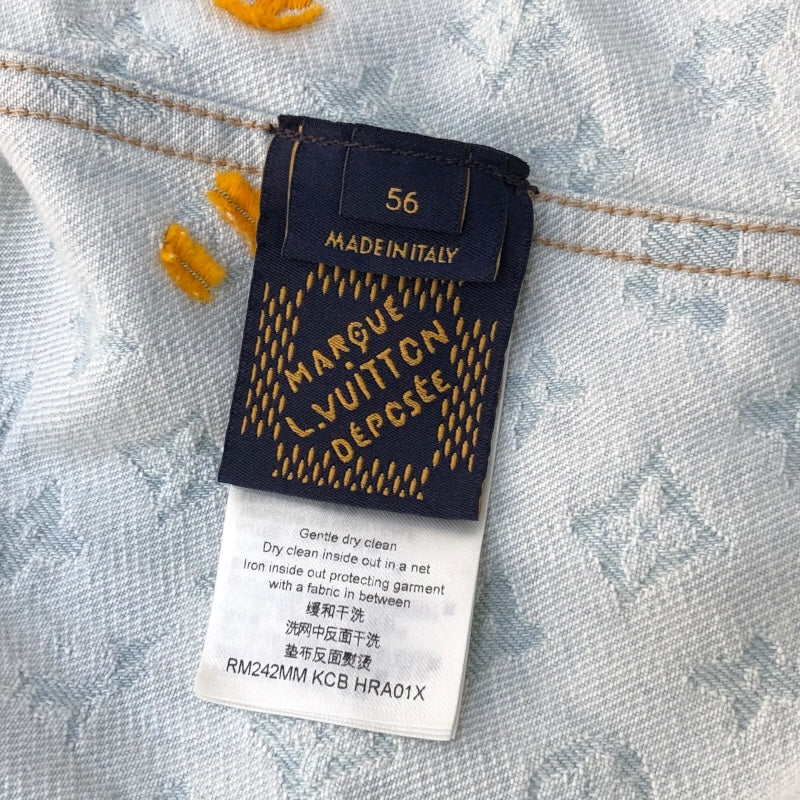 56
MADE IN ITALY
MARQUE
L.VUITTON
DÉPOSÉE
Gentle dry clean
Dry clean inside out in a net
Iron inside out protecting garment
with a fabric in between
缓和干洗
洗网中反面干洗
垫布反面熨烫
RM242MM KCB HRA01X